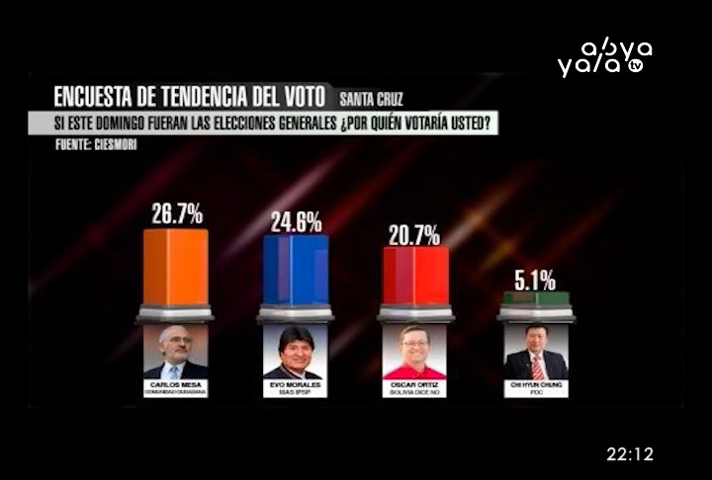 abya
yala tv
ENCUESTA DE TENDENCIA DEL VOTO SANTA CRUZ
SI ESTE DOMINGO FUERAN LAS ELECCIONES GENERALES ¿POR QUIÉN VOTARÍA USTED?
FUENTE: CIESMORI
26.7% 24.6% 20.7% 5.1%
CARLOS MESA EVO MORALES OSCAR ORTIZ CHI HYUN CHUNG
COMUNIDAD CIUDADANA MAS IPSP BOLIVIA DICE NO PDC
22:12